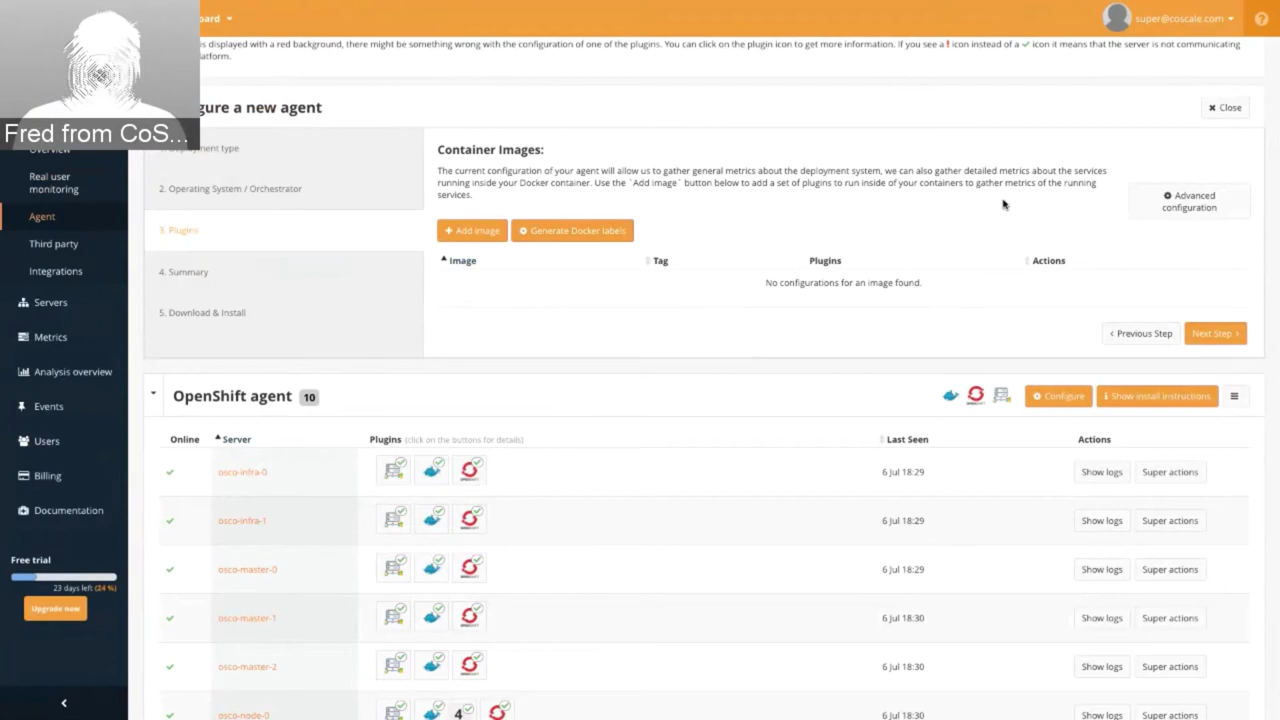 board
super@coscale.com
is displayed with a red background, there might be something wrong with the configuration of one of the plugins. You can click on the plugin icon to get more information. If you see a ! icon instead of a ✓ icon it means that the server is not communicating
platform.
Fred from CoS...
gure a new agent
Close
Overview
Real user
monitoring
Agent
Third party
Integrations
Servers
Metrics
Analysis overview
Events
Users
Billing
Documentation
Free trial
23 days left (24 %)
Upgrade now
1. Deployment type
2. Operating System / Orchestrator
3. Plugins
4. Summary
5. Download & Install
Container Images:
The current configuration of your agent will allow us to gather general metrics about the deployment system, we can also gather detailed metrics about the services
running inside your Docker container. Use the `Add image` button below to add a set of plugins to run inside of your containers to gather metrics of the running
services.
Advanced
configuration
+ Add image
Generate Docker labels
Image Tag Plugins Actions
No configurations for an image found.
‹ Previous Step
Next Step ›
OpenShift agent 10
Configure
Show install instructions
Online Server Plugins (click on the buttons for details) Last Seen Actions
osco-infra-0 6 Jul 18:29 Show logs Super actions
osco-infra-1 6 Jul 18:29 Show logs Super actions
osco-master-0 6 Jul 18:29 Show logs Super actions
osco-master-1 6 Jul 18:30 Show logs Super actions
osco-master-2 6 Jul 18:30 Show logs Super actions
osco-node-0 4 6 Jul 18:30 Show logs Super actions